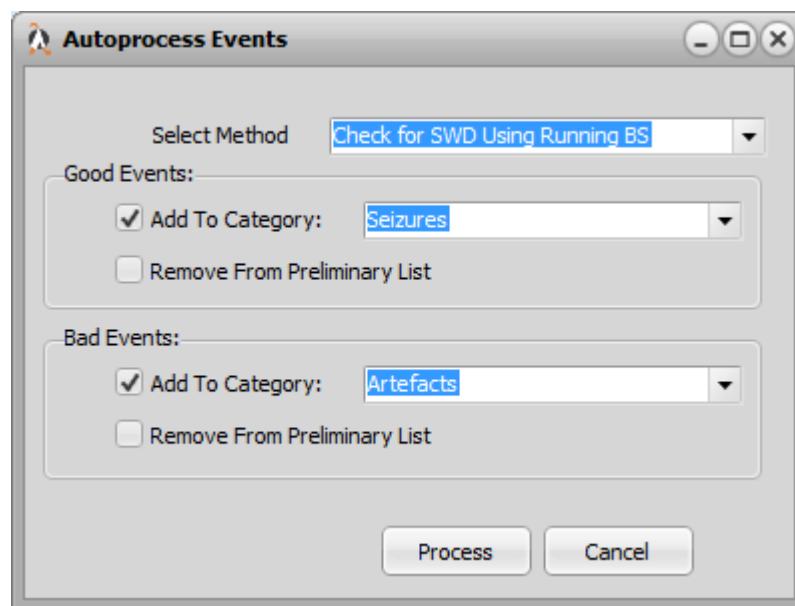 Autoprocess Events
Select Method Check for SWD Using Running BS
Good Events:
Add To Category: Seizures
Remove From Preliminary List
Bad Events:
Add To Category: Artefacts
Remove From Preliminary List
Process Cancel